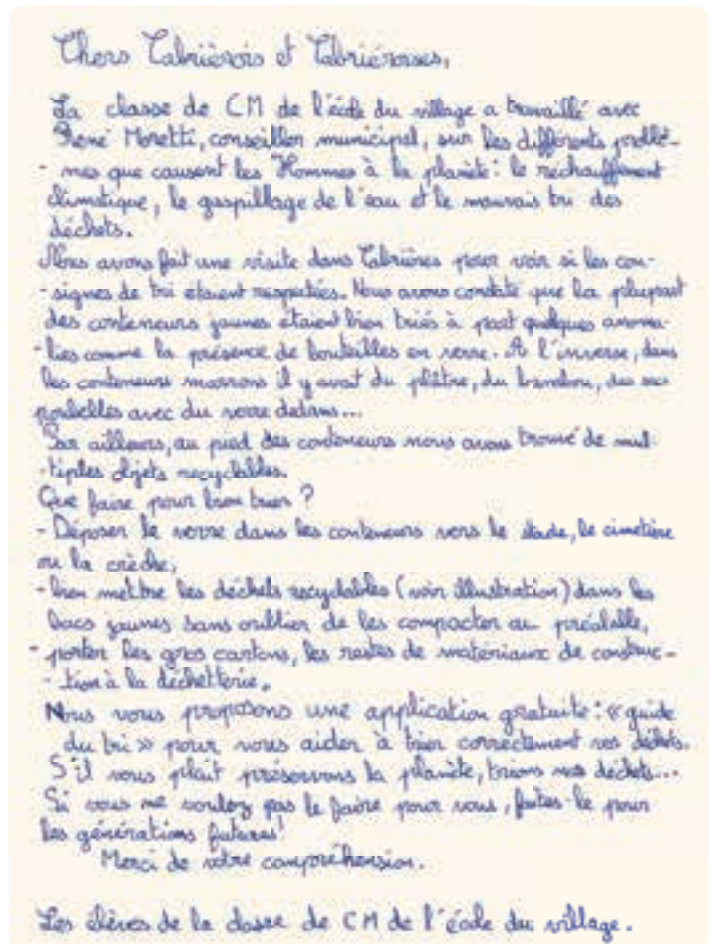 Chers Cabriérois et Cabriéroises,
La classe de CM de l'école du village a travaillé avec
René Moretti, conseiller municipal, sur les différents problè-
- mes que causent les Hommes à la planète : le réchauffement
climatique, le gaspillage de l'eau et le mauvais tri des
déchets.
Nous avons fait une visite dans Cabrières pour voir si les con-
- signes de tri étaient respectées. Nous avons constaté que la plupart
des conteneurs jaunes étaient bien triés à part quelques anoma-
- lies comme la présence de bouteilles en verre. A l'inverse, dans
les conteneurs marrons il y avait du plâtre, du bambou, des sacs
poubelles avec du verre dedans...
Par ailleurs, au pied des conteneurs nous avons trouvé de mul-
- tiples objets recyclables.
Que faire pour bien trier ?
- Déposer le verre dans les conteneurs vers le stade, le cimetière
ou la crèche,
- bien mettre les déchets recyclables (voir illustration) dans les
bacs jaunes sans oublier de les compacter au préalable,
- porter les gros cartons, les restes de matériaux de construc-
- tion à la déchetterie.
Nous vous proposons une application gratuite : « guide
du tri » pour vous aider à trier correctement vos déchets.
S'il vous plait préservons la planète, trions nos déchets...
Si vous ne voulez pas le faire pour vous, faites-le pour
les générations futures !
Merci de votre compréhension.
Les élèves de la classe de CM de l'école du village.